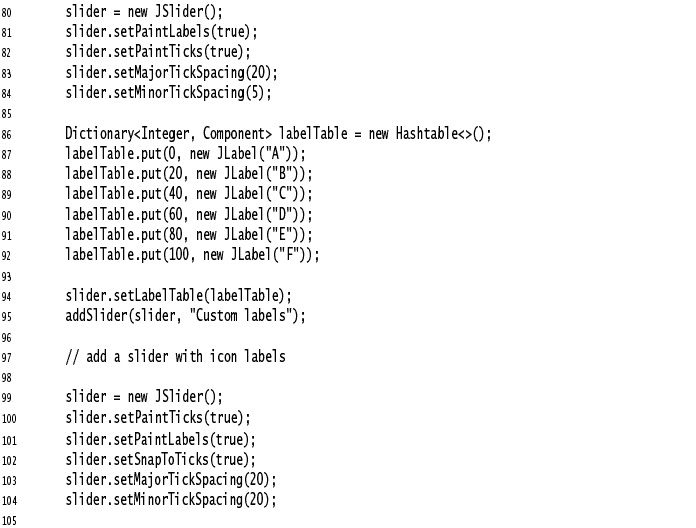 80 slider = new JSlider();
81 slider.setPaintLabels(true);
82 slider.setPaintTicks(true);
83 slider.setMajorTickSpacing(20);
84 slider.setMinorTickSpacing(5);
85
86 Dictionary<Integer, Component> labelTable = new Hashtable<>();
87 labelTable.put(0, new JLabel("A"));
88 labelTable.put(20, new JLabel("B"));
89 labelTable.put(40, new JLabel("C"));
90 labelTable.put(60, new JLabel("D"));
91 labelTable.put(80, new JLabel("E"));
92 labelTable.put(100, new JLabel("F"));
93
94 slider.setLabelTable(labelTable);
95 addSlider(slider, "Custom labels");
96
97 // add a slider with icon labels
98
99 slider = new JSlider();
100 slider.setPaintTicks(true);
101 slider.setPaintLabels(true);
102 slider.setSnapToTicks(true);
103 slider.setMajorTickSpacing(20);
104 slider.setMinorTickSpacing(20);
105